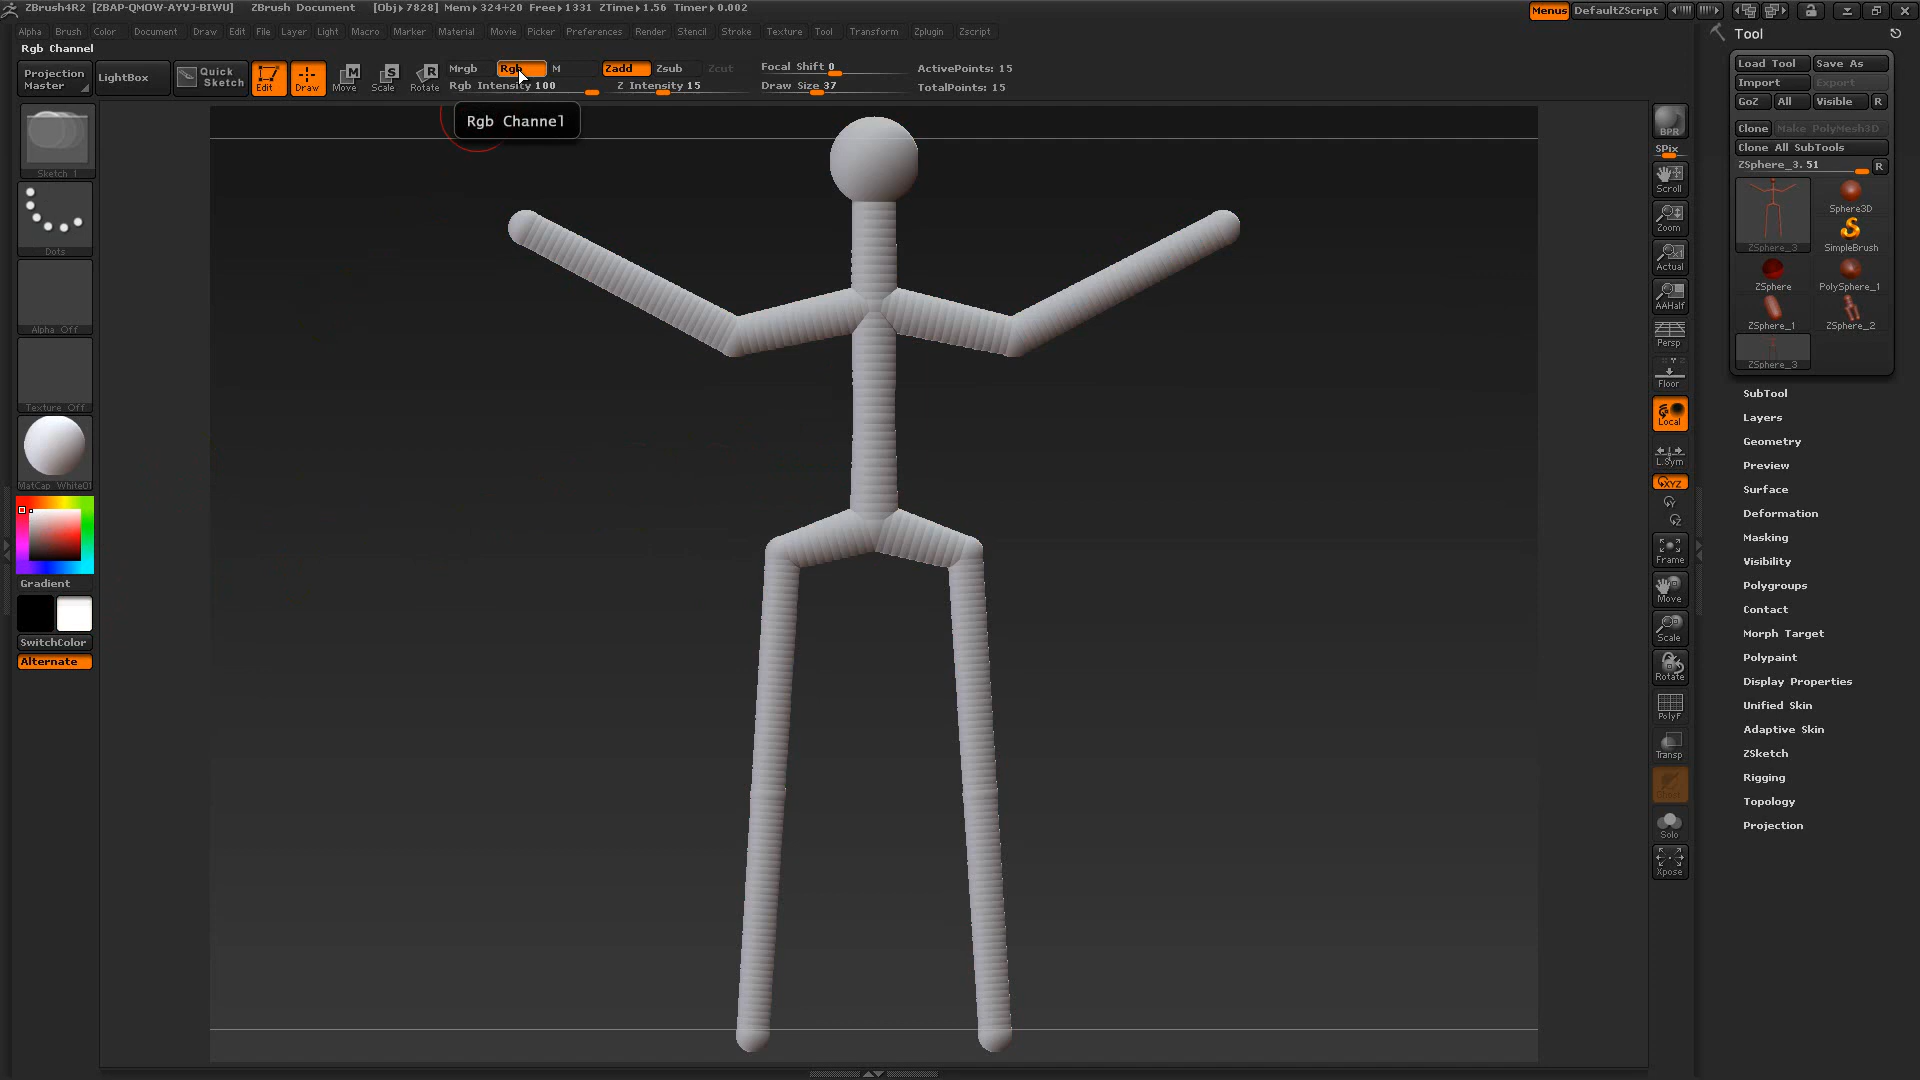 ZBrush4R2 [ZBAP-QMOW-AYVJ-BIWU] ZBrush Document [Obj▸7828] Mem▸324+20 Free▸1331 ZTime▸1.56 Timer▸0.002 Menus DefaultZScript
Alpha Brush Color Document Draw Edit File Layer Light Macro Marker Material Movie Picker Preferences Render Stencil Stroke Texture Tool Transform Zplugin Zscript
Rgb Channel
Projection Master
LightBox
Quick Sketch
Edit
Draw
Move
Scale
Rotate
Mrgb Rgb M Zadd Zsub Zcut
Rgb Intensity 100 Z Intensity 15
Focal Shift 0
Draw Size 37
ActivePoints: 15
TotalPoints: 15
Rgb Channel
Sketch 1
Dots
Alpha Off
Texture Off
MatCap White01
Gradient
SwitchColor
Alternate
BPR
SPix
Scroll
Zoom
Actual
AAHalf
Persp
Floor
Local
L.Sym
XYZ
Y
Z
Frame
Move
Scale
Rotate
PolyF
Transp
Ghost
Solo
Xpose
Tool
Load Tool Save As
Import Export
GoZ All Visible R
Clone Make PolyMesh3D
Clone All SubTools
ZSphere_3. 51 R
ZSphere_3
Sphere3D
SimpleBrush
ZSphere
PolySphere_1
ZSphere_1
ZSphere_2
ZSphere_3
SubTool
Layers
Geometry
Preview
Surface
Deformation
Masking
Visibility
Polygroups
Contact
Morph Target
Polypaint
Display Properties
Unified Skin
Adaptive Skin
ZSketch
Rigging
Topology
Projection